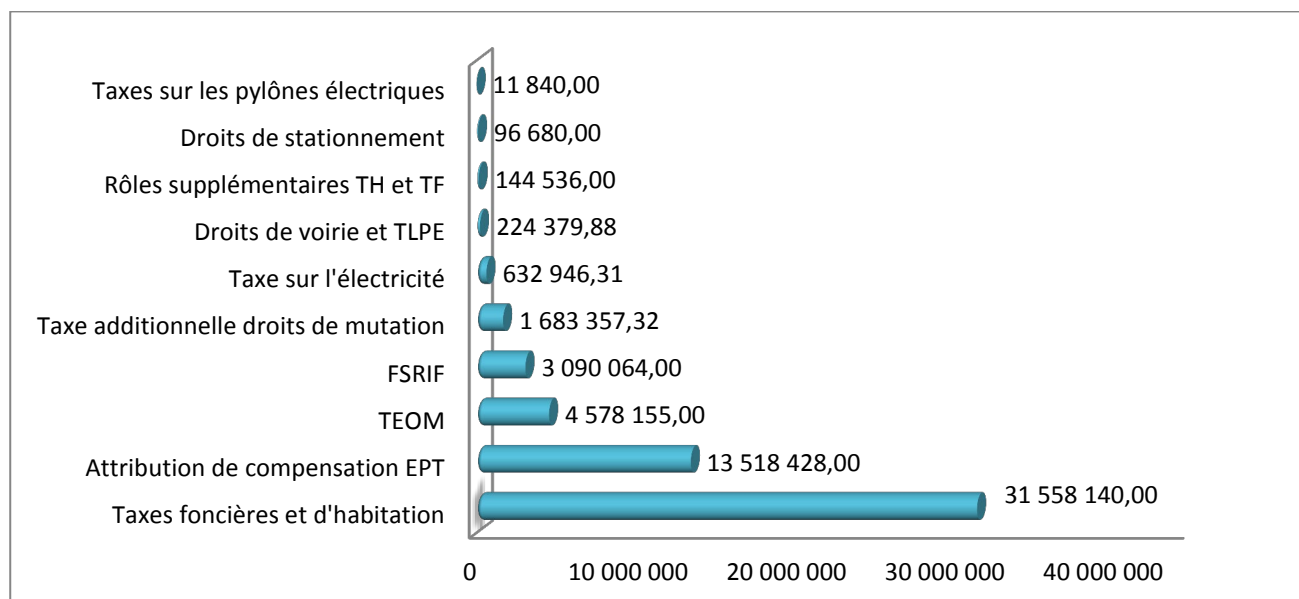 Taxes sur les pylônes électriques 11 840,00
Droits de stationnement 96 680,00
Rôles supplémentaires TH et TF 144 536,00
Droits de voirie et TLPE 224 379,88
Taxe sur l'électricité 632 946,31
Taxe additionnelle droits de mutation 1 683 357,32
FSRIF 3 090 064,00
TEOM 4 578 155,00
Attribution de compensation EPT 13 518 428,00
Taxes foncières et d'habitation 31 558 140,00
0 10 000 000 20 000 000 30 000 000 40 000 000